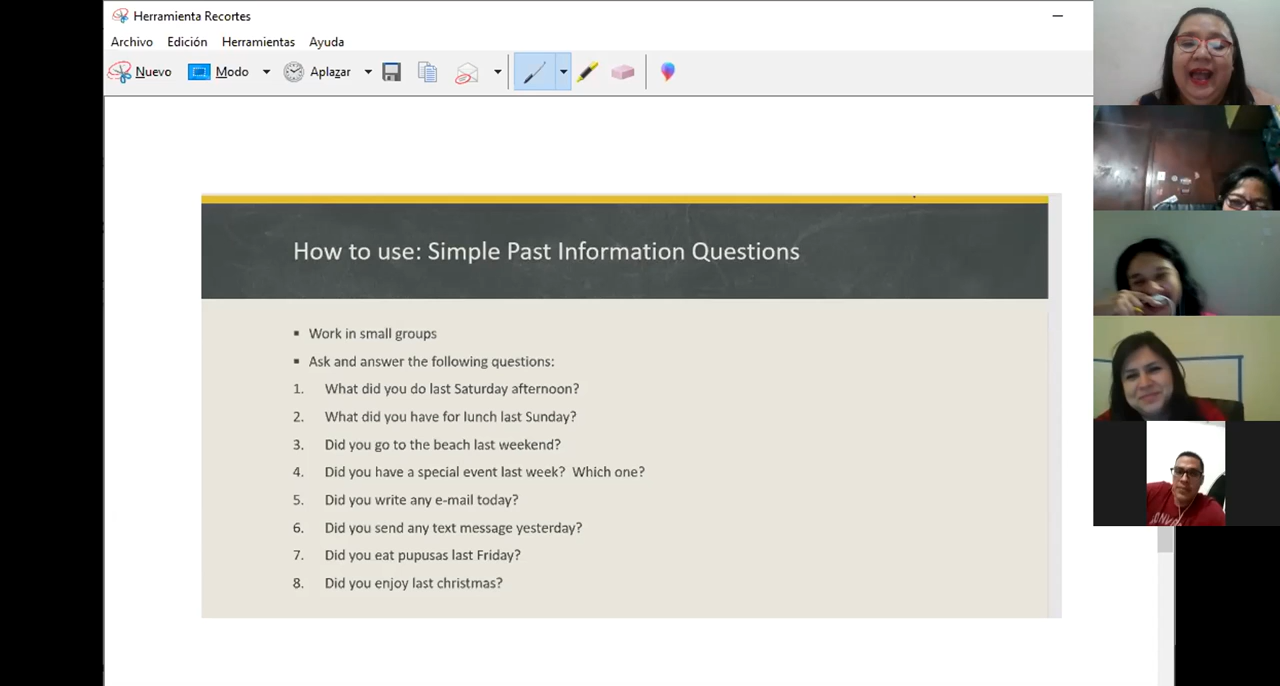 Herramienta Recortes
Archivo Edición Herramientas Ayuda
Nuevo Modo Aplazar
How to use: Simple Past Information Questions
▪ Work in small groups
▪ Ask and answer the following questions:
1. What did you do last Saturday afternoon?
2. What did you have for lunch last Sunday?
3. Did you go to the beach last weekend?
4. Did you have a special event last week? Which one?
5. Did you write any e-mail today?
6. Did you send any text message yesterday?
7. Did you eat pupusas last Friday?
8. Did you enjoy last christmas?